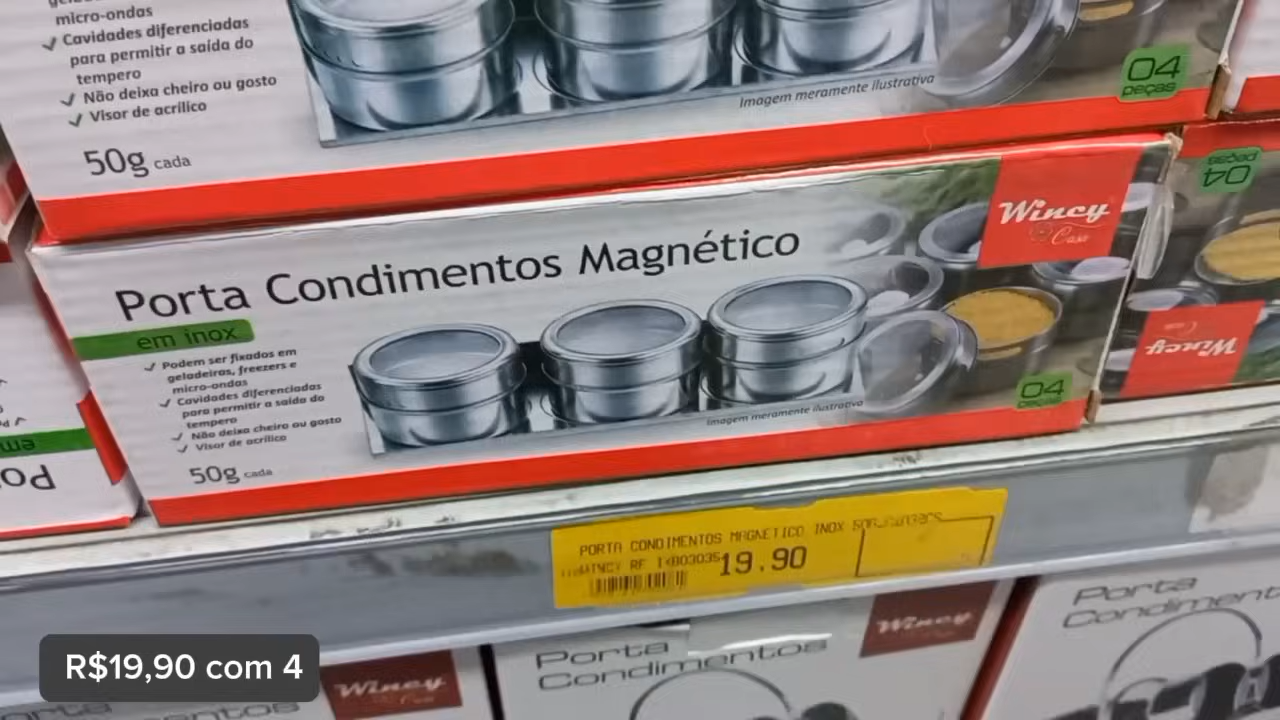 micro-ondas
Cavidades diferenciadas
para permitir a saída do
tempero
Não deixa cheiro ou gosto
Visor de acrílico
50g cada
Imagem meramente ilustrativa
04
peças
Porta Condimentos Magnético
em inox
Podem ser fixados em
geladeiras, freezers e
micro-ondas
Cavidades diferenciadas
para permitir a saída do
tempero
Não deixa cheiro ou gosto
Visor de acrílico
50g cada
Imagem meramente ilustrativa
Wincy
Casa
04
peças
04
peças
Wincy
PORTA CONDIMENTOS MAGNETICO INOX
WINCY RF
19.90
Porta
Condimentos
Wincy
Porta
Condimentos
Wincy
R$19,90 com 4